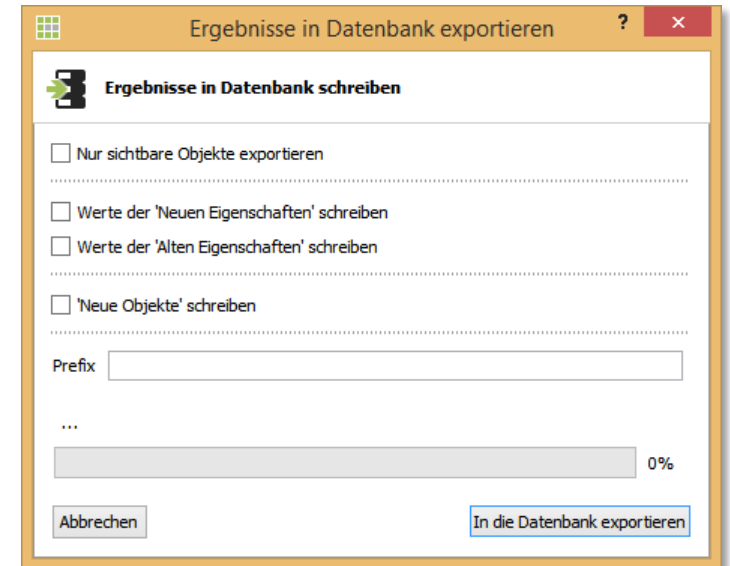 Ergebnisse in Datenbank exportieren ? ×
Ergebnisse in Datenbank schreiben
Nur sichtbare Objekte exportieren
Werte der 'Neuen Eigenschaften' schreiben
Werte der 'Alten Eigenschaften' schreiben
'Neue Objekte' schreiben
Prefix
...
0%
Abbrechen In die Datenbank exportieren